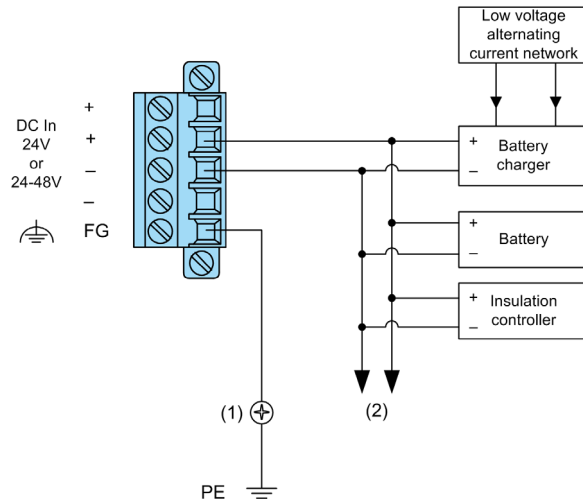 Low voltage
alternating
current network
+
DC In
24V
or
24-48V
+
–
–
FG
+
–
Battery
charger
+
–
Battery
+
–
Insulation
controller
(1)
(2)
PE